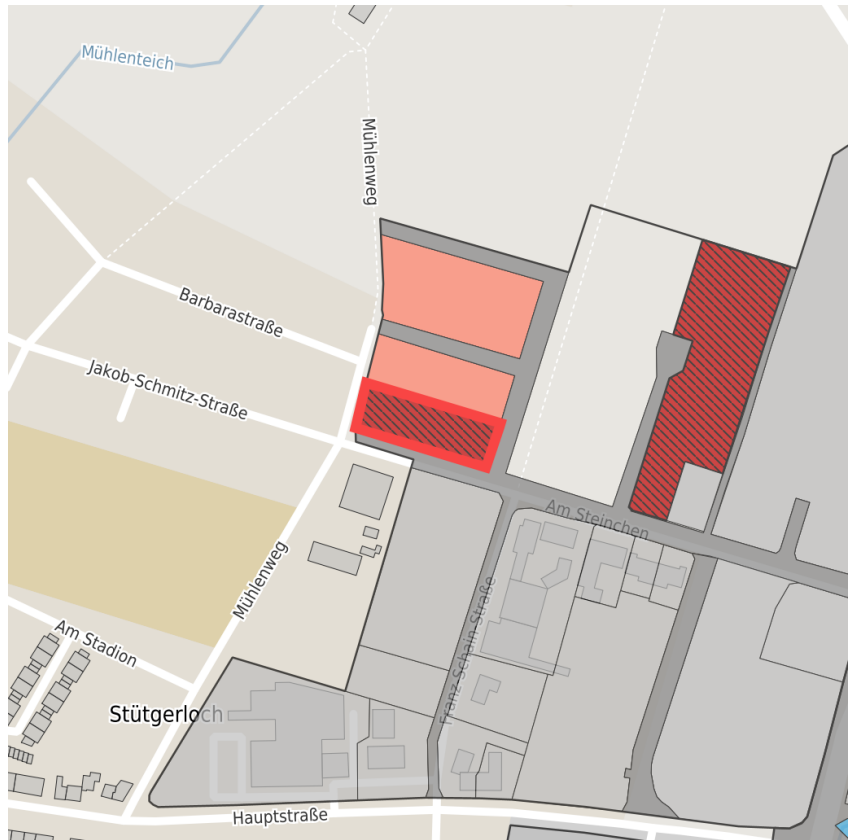 Mühlenteich
Mühlenweg
Barbarastraße
Jakob-Schmitz-Straße
Am Steinchen
Mühlenweg
Franz-Schain-Straße
Am Stadion
Stütgerloch
Hauptstraße